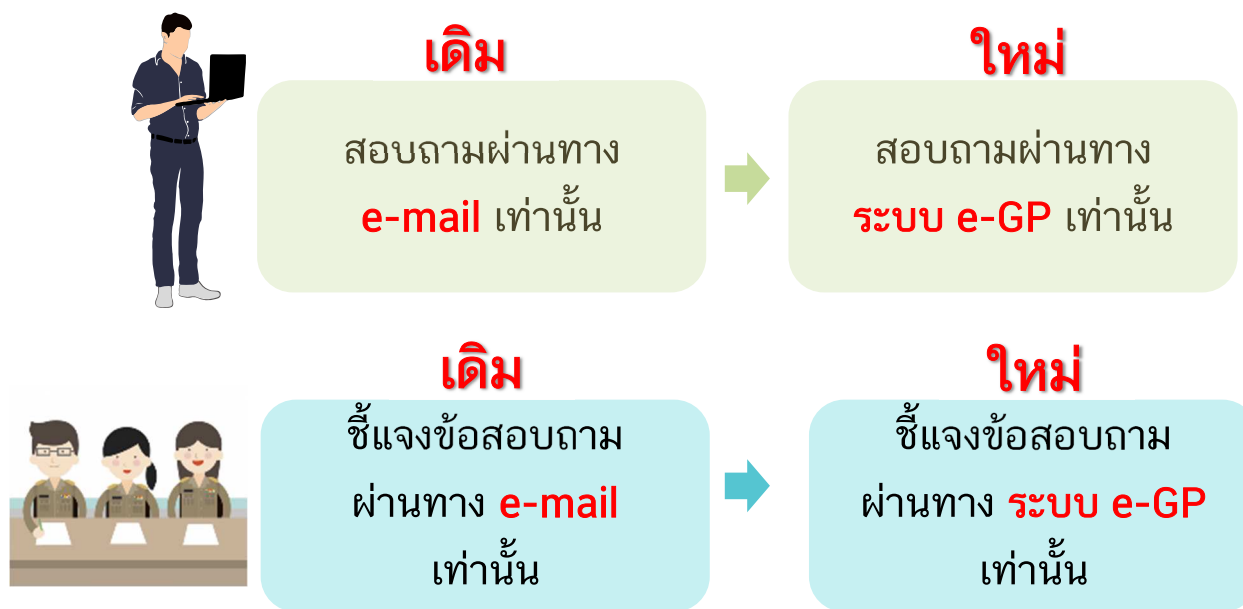 เดิม
สอบถามผ่านทาง
e-mail เท่านั้น
ใหม่
สอบถามผ่านทาง
ระบบ e-GP เท่านั้น
เดิม
ชี้แจงข้อสอบถาม
ผ่านทาง e-mail
เท่านั้น
ใหม่
ชี้แจงข้อสอบถาม
ผ่านทาง ระบบ e-GP
เท่านั้น